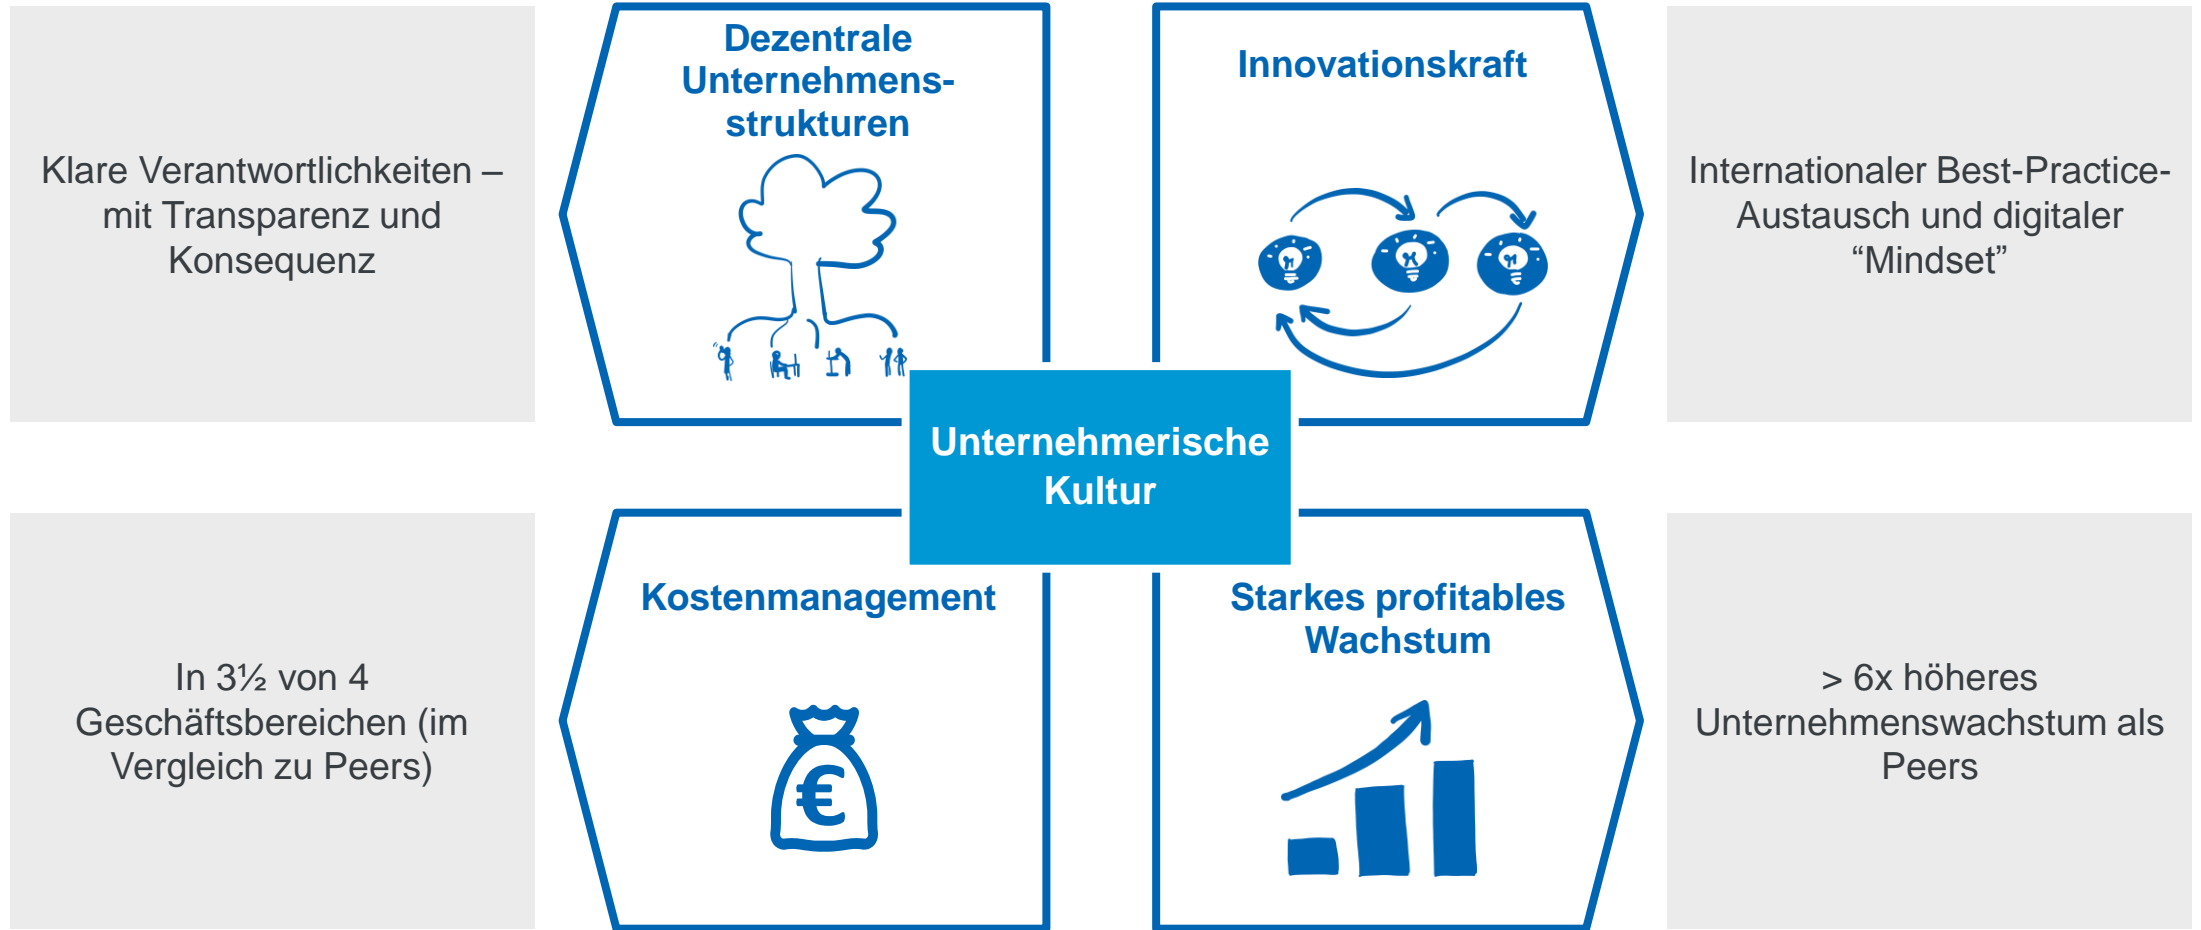 Klare Verantwortlichkeiten –
mit Transparenz und
Konsequenz
Dezentrale
Unternehmens-
strukturen
Innovationskraft
Internationaler Best-Practice-
Austausch und digitaler
“Mindset”
Unternehmerische
Kultur
In 3½ von 4
Geschäftsbereichen (im
Vergleich zu Peers)
Kostenmanagement
€
Starkes profitables
Wachstum
> 6x höheres
Unternehmenswachstum als
Peers